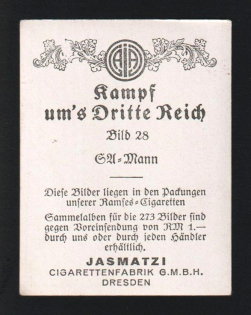 Kampf
um's Dritte Reich
Bild 28
SA=Mann
Diese Bilder liegen in den Packungen
unserer Ramses=Cigaretten
Sammelalben für die 273 Bilder sind
gegen Voreinsendung von RM 1.—
durch uns oder durch jeden Händler
erhältlich.
JASMATZI
CIGARETTENFABRIK G.M.B.H.
DRESDEN